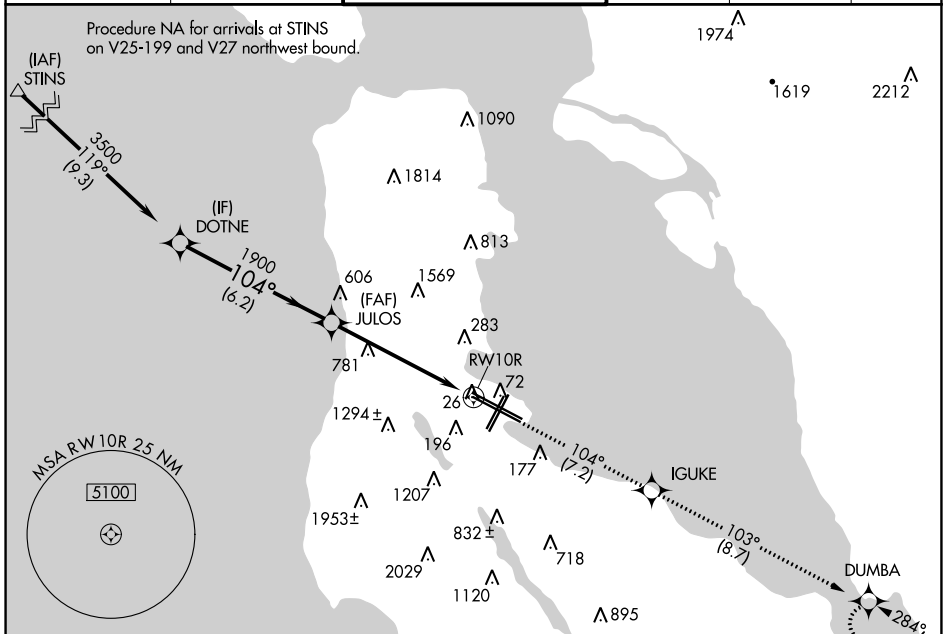 Procedure NA for arrivals at STINS
on V25-199 and V27 northwest bound.
1974
(IAF)
STINS
1619
2212
1090
3500
119°
(9.3)
1814
(IF)
DOTNE
813
1900
104°
(6.2)
606
1569
(FAF)
JULOS
283
781
RW10R
72
26
1294±
196
104°
(7.2)
177
IGUKE
MSA RW10R 25 NM
5100
1207
1953±
832±
103°
(8.7)
718
2029
1120
DUMBA
895
284°